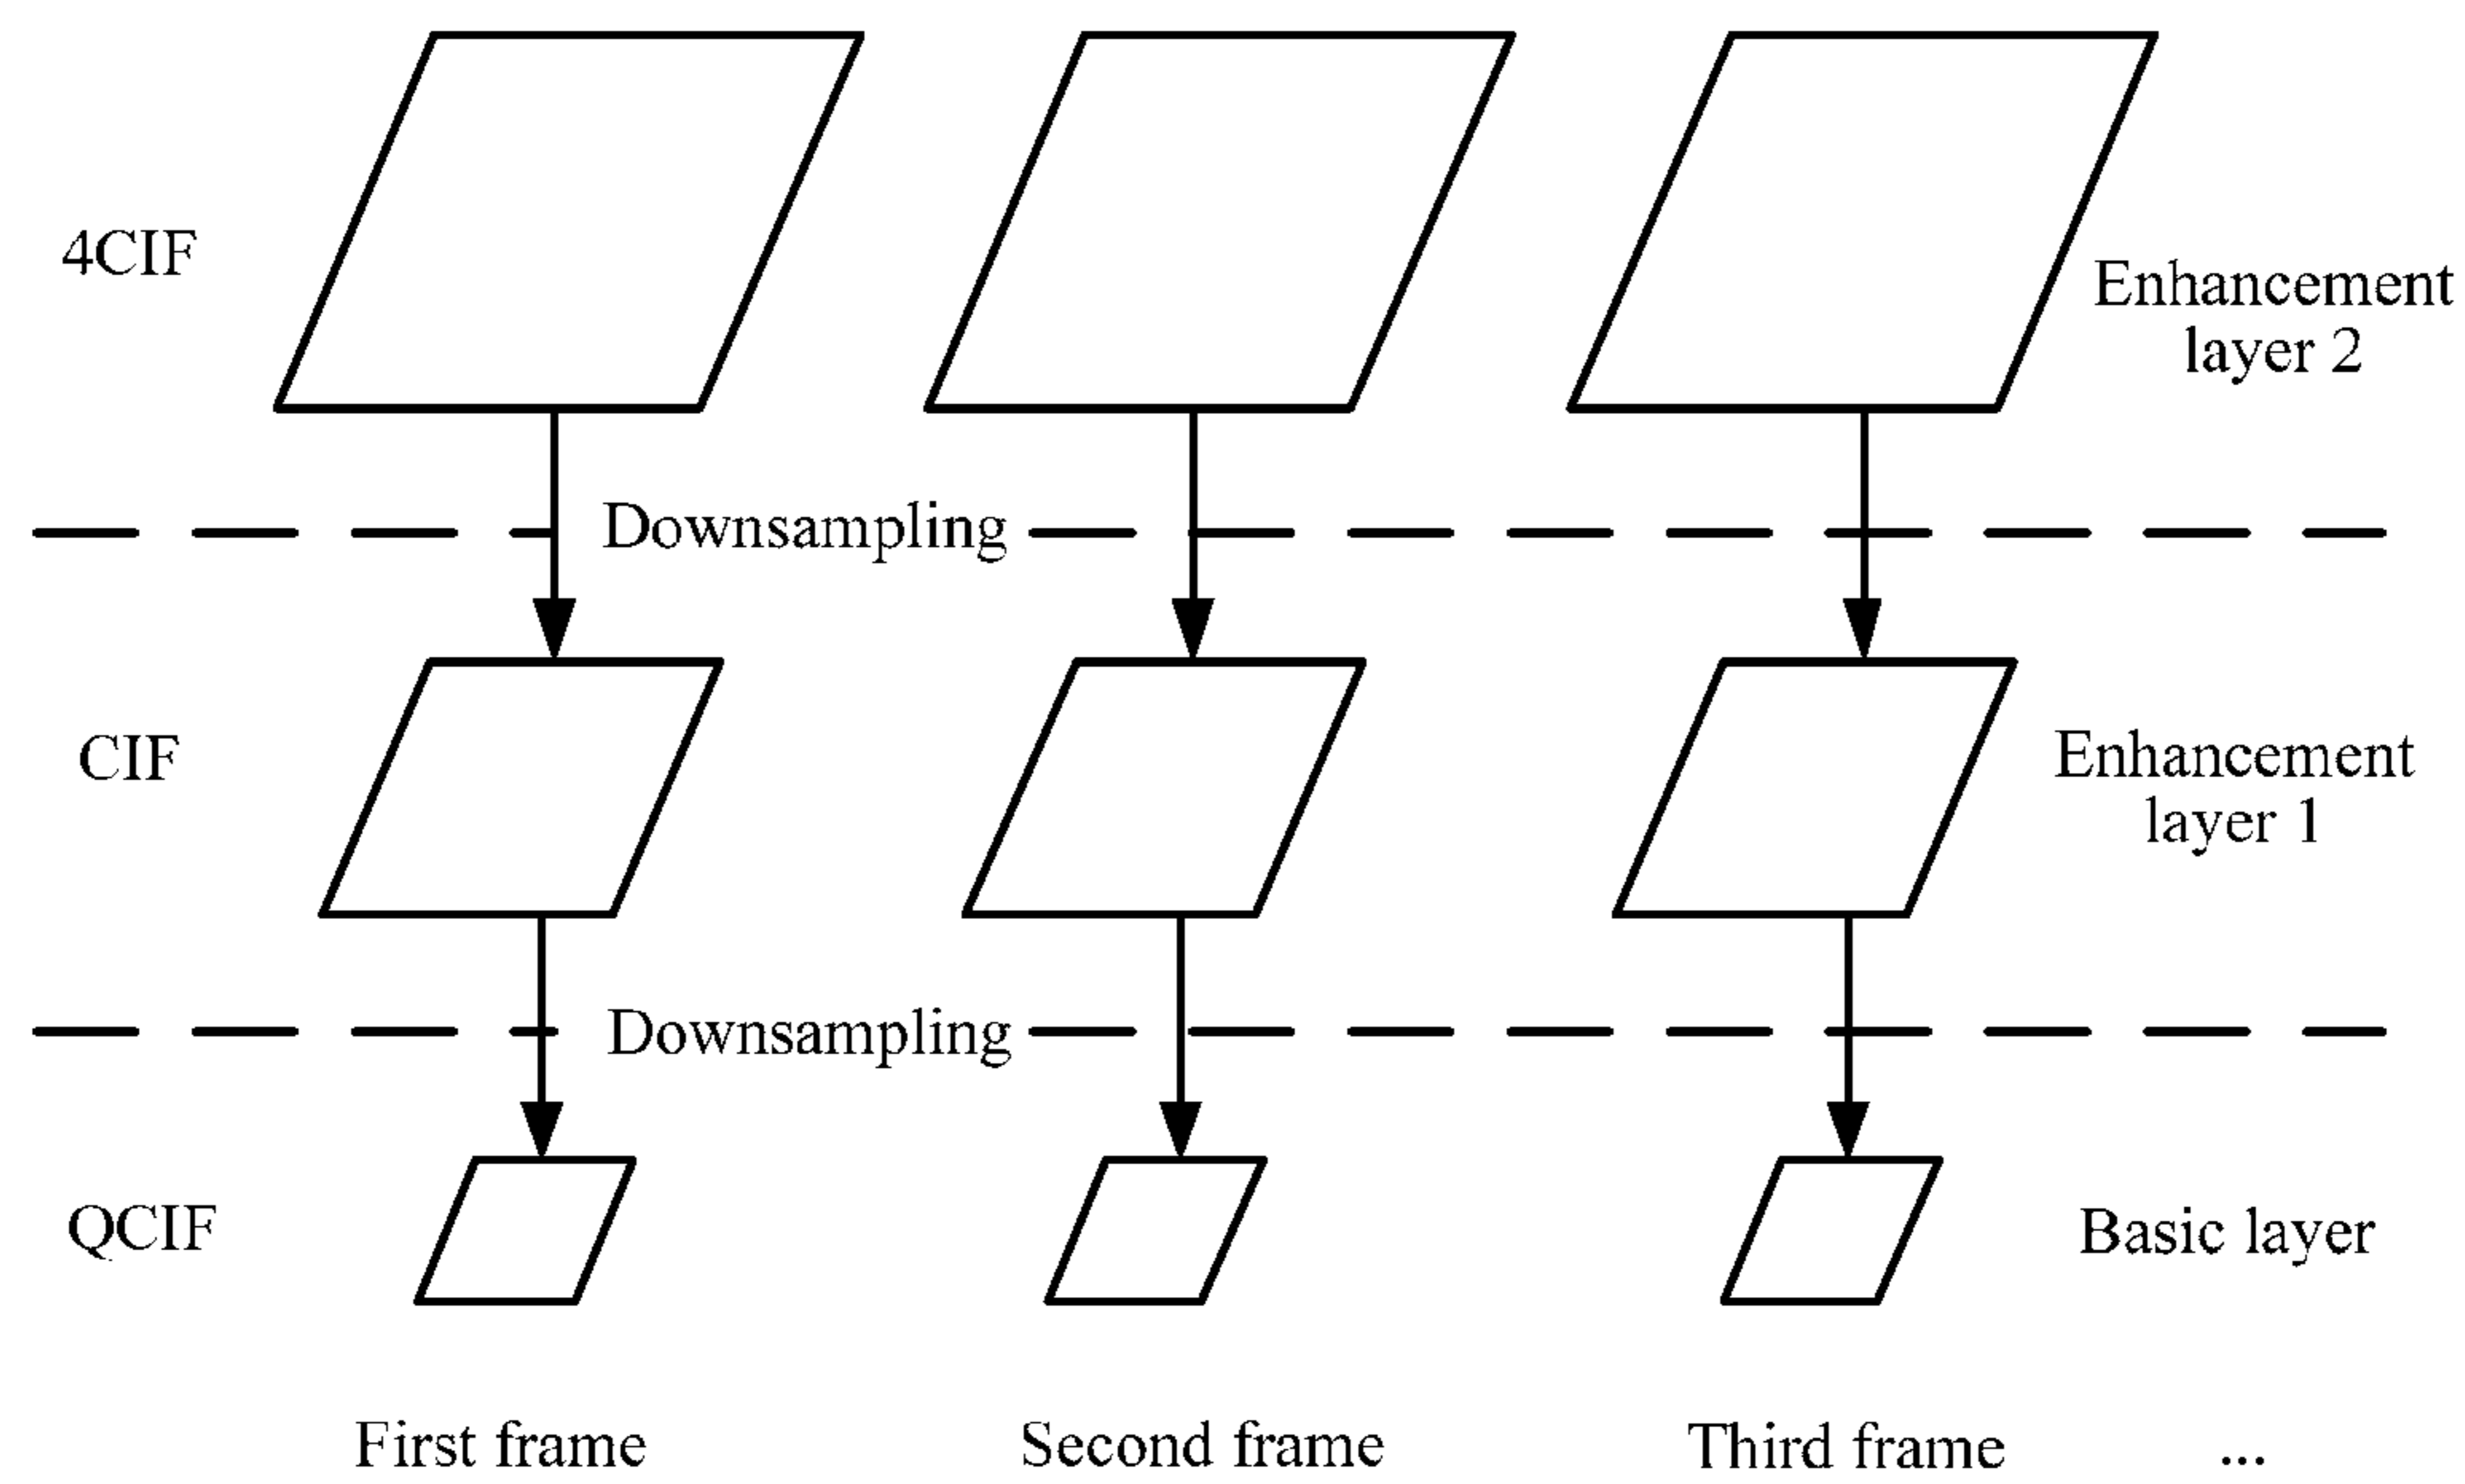 4CIF
Enhancement
layer 2
Downsampling
CIF
Enhancement
layer 1
Downsampling
QCIF
Basic layer
First frame
Second frame
Third frame
...